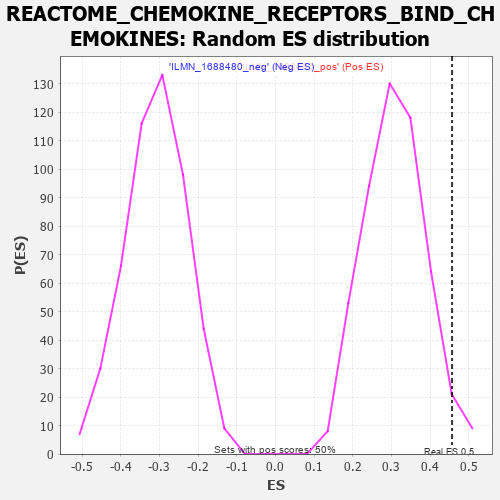 REACTOME_CHEMOKINE_RECEPTORS_BIND_CH
EMOKINES: Random ES distribution
'ILMN_1688480_neg' (Neg ES)_pos' (Pos ES)
130
120
110
100
90
80
70
60
50
40
30
20
10
0
P(ES)
Sets with pos scores: 50%
Real ES 0.5
-0.5 -0.4 -0.3 -0.2 -0.1 0.0 0.1 0.2 0.3 0.4 0.5
ES